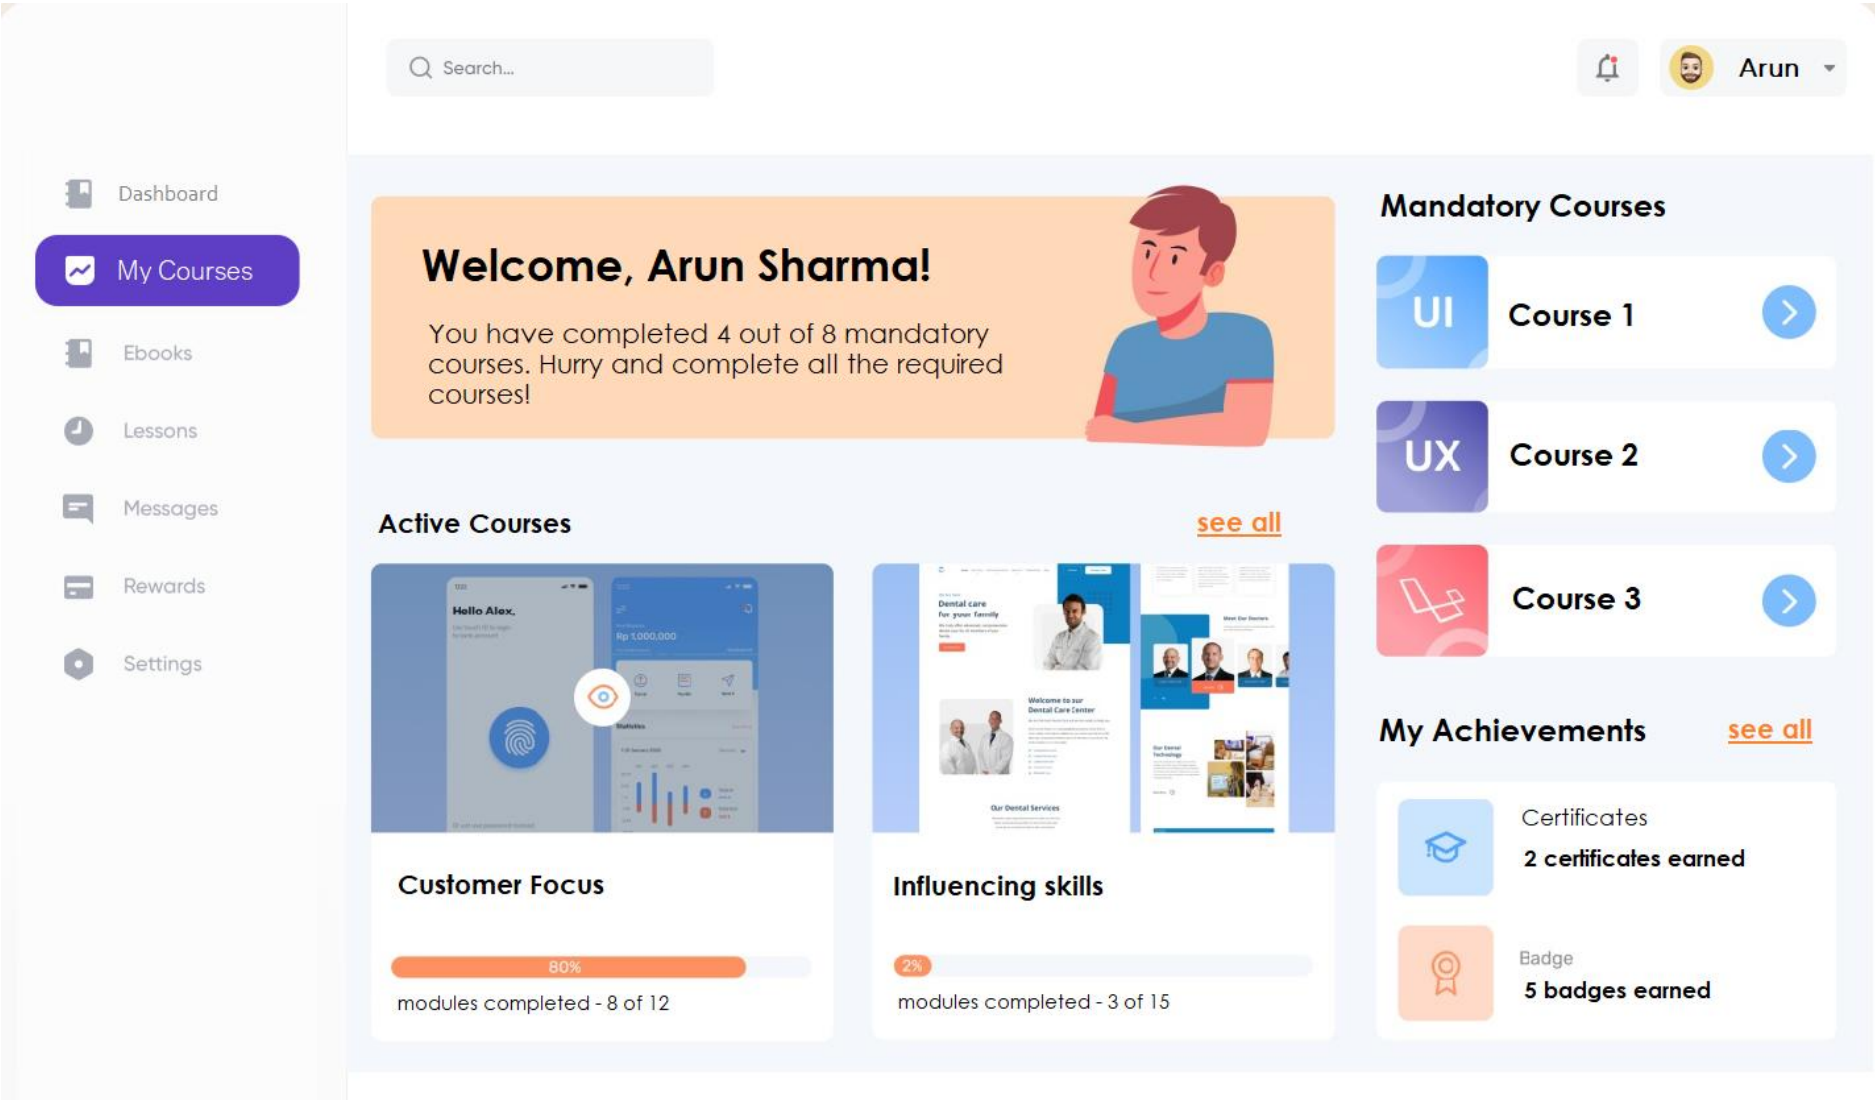 Search...
Arun
Dashboard
My Courses
Ebooks
Lessons
Messages
Rewards
Settings
Welcome, Arun Sharma!
You have completed 4 out of 8 mandatory
courses. Hurry and complete all the required
courses!
Active Courses
see all
Hello Alex,
Rp 1,000,000
Statistics
Customer Focus
80%
modules completed - 8 of 12
Dental care
for your family
Meet Our Doctors
Welcome to our
Dental Care Center
Our Dental
Technology
Our Dental Services
Influencing skills
2%
modules completed - 3 of 15
Mandatory Courses
UI
Course 1
UX
Course 2
Course 3
My Achievements
see all
Certificates
2 certificates earned
Badge
5 badges earned